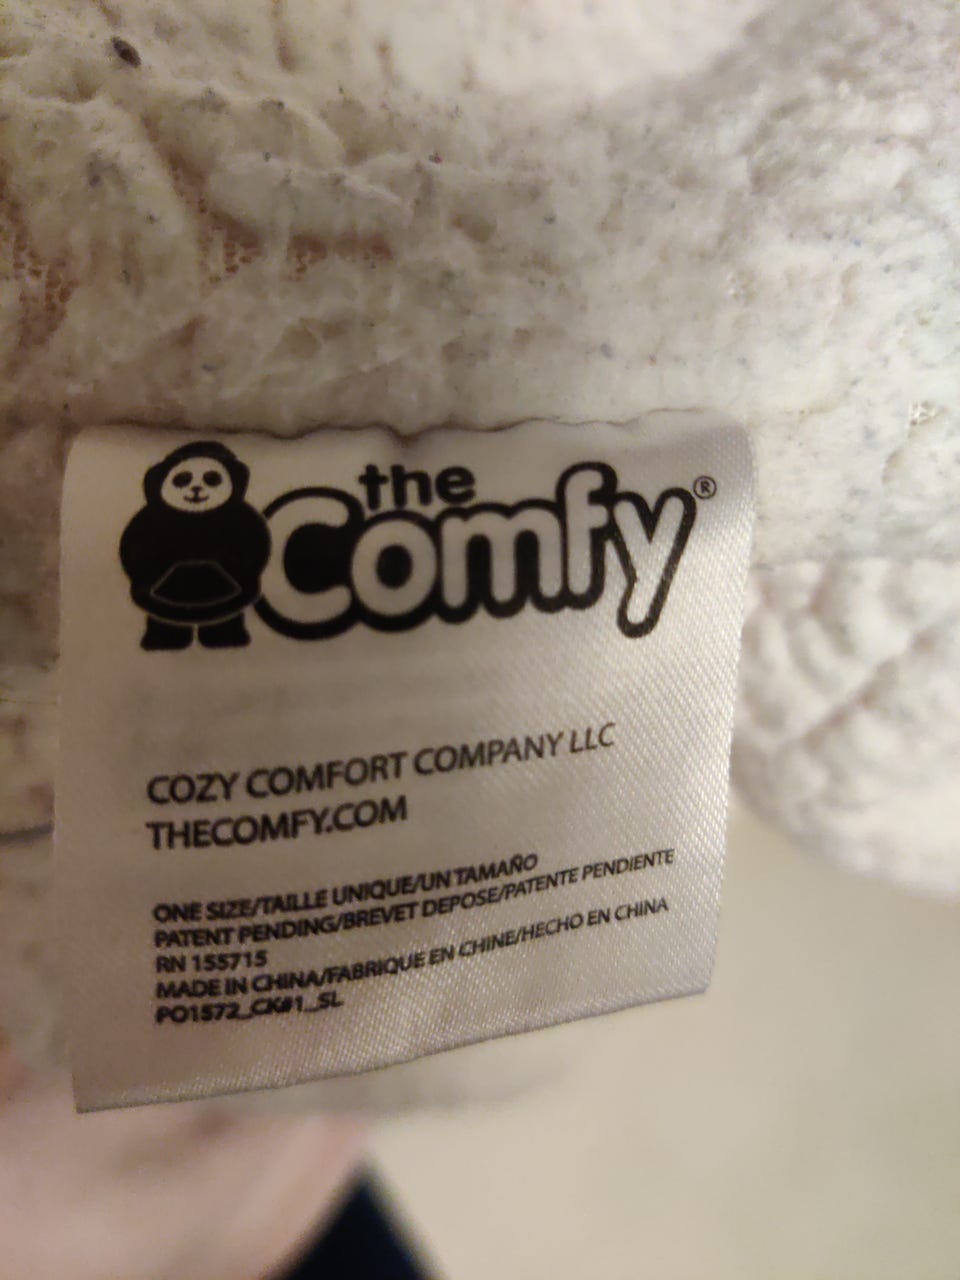 the
Comfy®
COZY COMFORT COMPANY LLC
THECOMFY.COM
ONE SIZE/TAILLE UNIQUE/UN TAMAÑO
PATENT PENDING/BREVET DEPOSE/PATENTE PENDIENTE
RN 155715
MADE IN CHINA/FABRIQUE EN CHINE/HECHO EN CHINA
PO1572_CK#1_SL